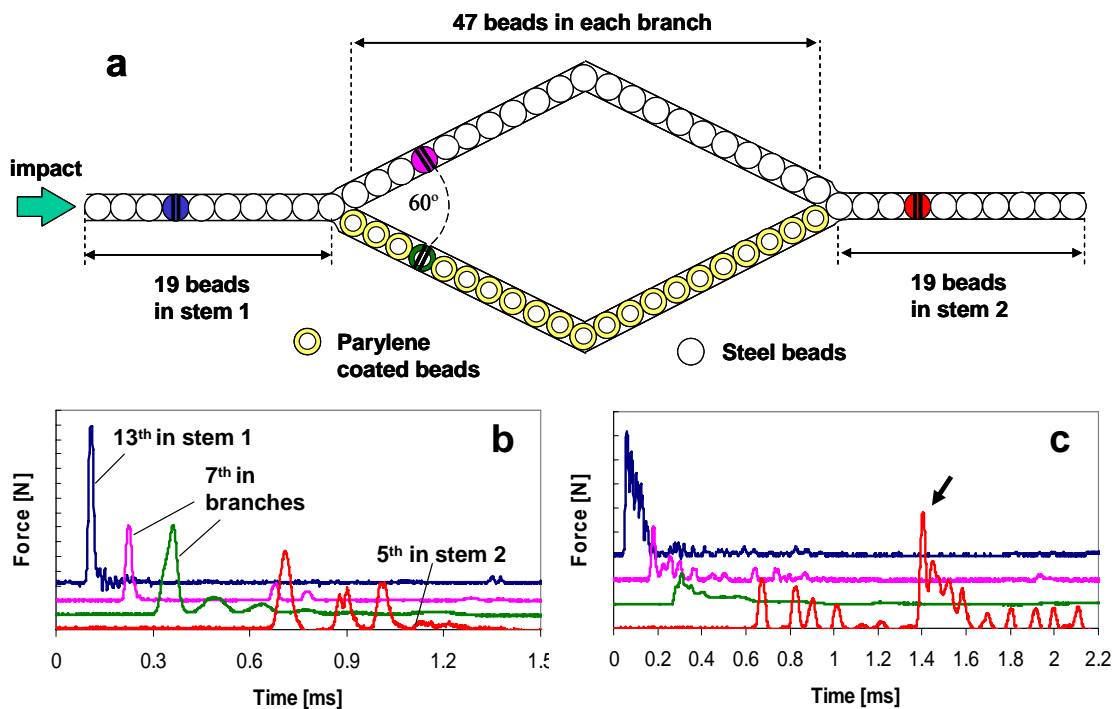 47 beads in each branch
a
impact
60°
19 beads
in stem 1
19 beads
in stem 2
Parylene
coated beads
Steel beads
b
13th in stem 1
7th in
branches
5th in stem 2
Force [N]
0 0.3 0.6 0.9 1.2 1.5
Time [ms]
c
Force [N]
0 0.2 0.4 0.6 0.8 1 1.2 1.4 1.6 1.8 2 2.2
Time [ms]